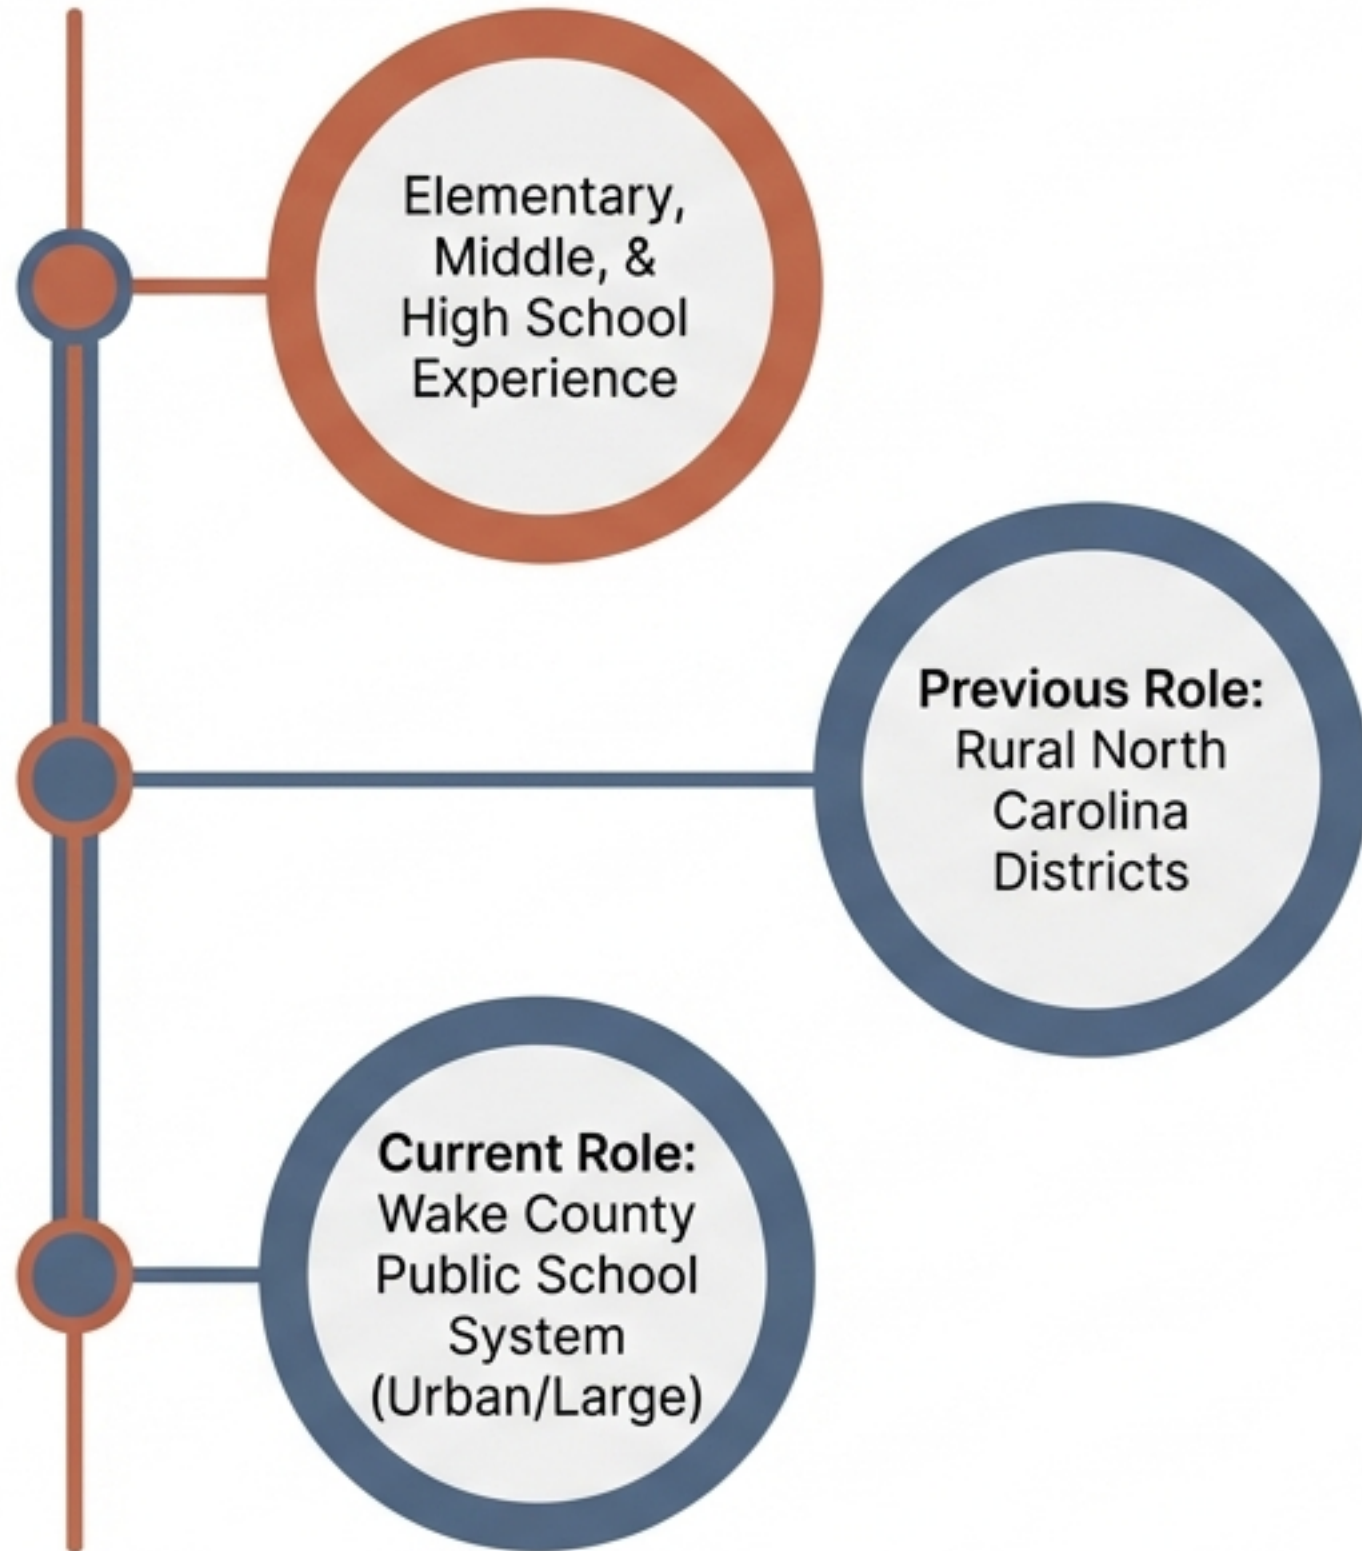 Elementary,
Middle, &
High School
Experience
Previous Role:
Rural North
Carolina
Districts
Current Role:
Wake County
Public School
System
(Urban/Large)